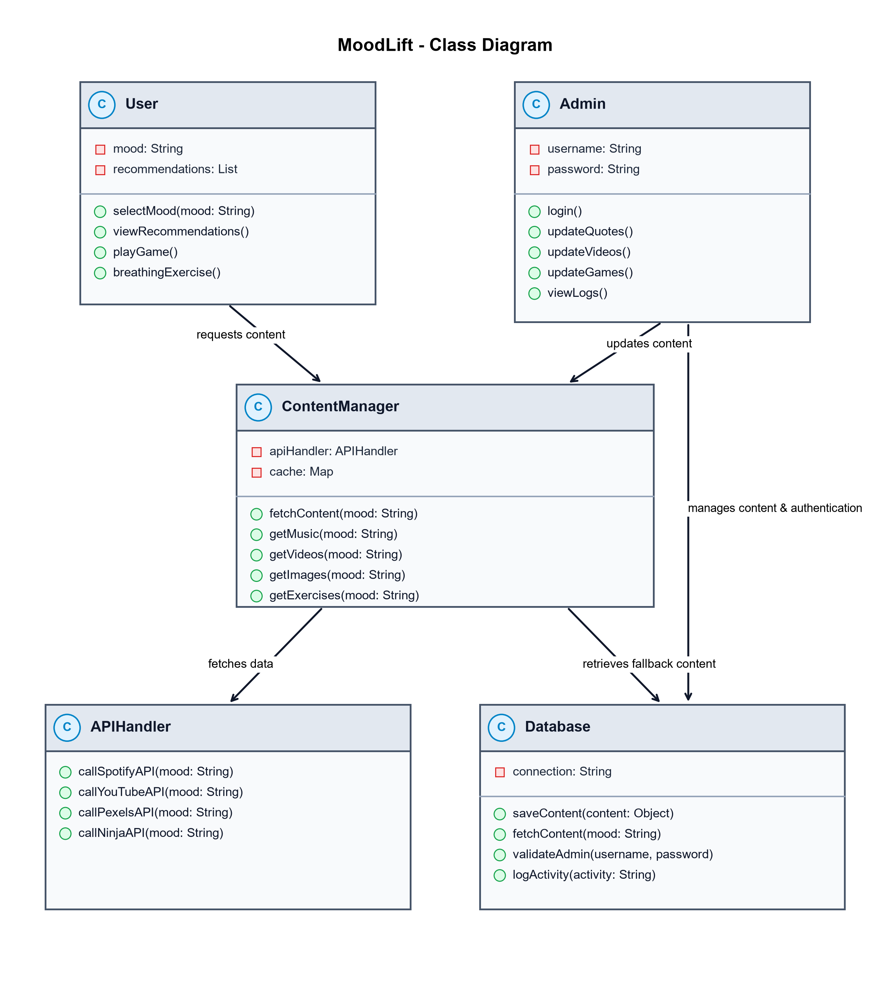 MoodLift - Class Diagram
C User
mood: String
recommendations: List
selectMood(mood: String)
viewRecommendations()
playGame()
breathingExercise()
C Admin
username: String
password: String
login()
updateQuotes()
updateVideos()
updateGames()
viewLogs()
requests content
updates content
C ContentManager
apiHandler: APIHandler
cache: Map
fetchContent(mood: String)
getMusic(mood: String)
getVideos(mood: String)
getImages(mood: String)
getExercises(mood: String)
manages content & authentication
fetches data
retrieves fallback content
C APIHandler
callSpotifyAPI(mood: String)
callYouTubeAPI(mood: String)
callPexelsAPI(mood: String)
callNinjaAPI(mood: String)
C Database
connection: String
saveContent(content: Object)
fetchContent(mood: String)
validateAdmin(username, password)
logActivity(activity: String)